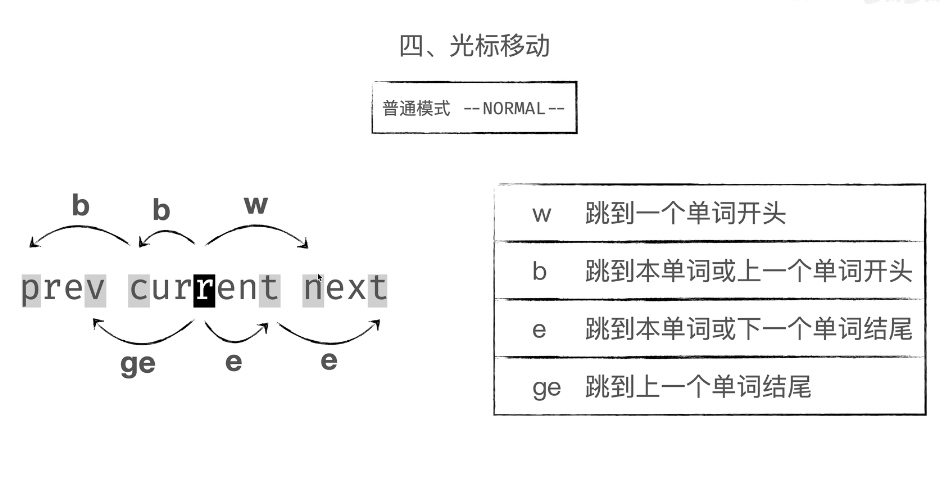 四、光标移动
普通模式 --NORMAL--
b b w
prev current next
ge e e
w 跳到一个单词开头
b 跳到本单词或上一个单词开头
e 跳到本单词或下一个单词结尾
ge 跳到上一个单词结尾